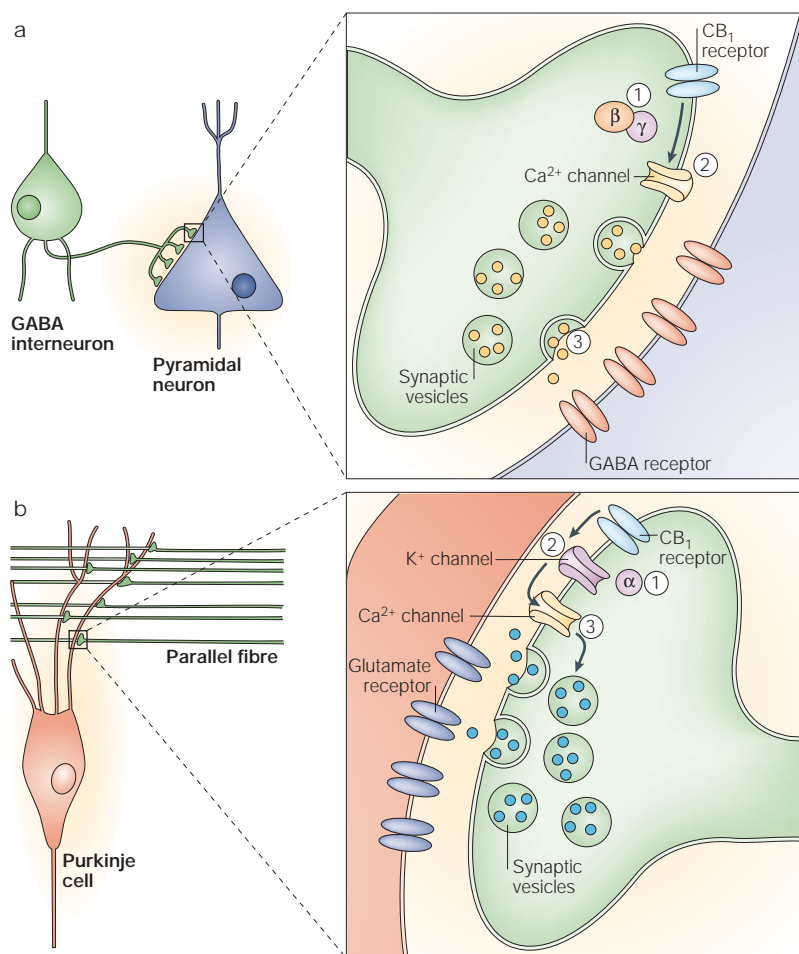 a
CB₁
receptor
1
β
γ
2
Ca²⁺ channel
GABA
interneuron
Pyramidal
neuron
3
Synaptic
vesicles
GABA receptor
b
K⁺ channel
2
CB₁
receptor
α
1
Ca²⁺ channel
3
Parallel fibre
Glutamate
receptor
Purkinje
cell
Synaptic
vesicles